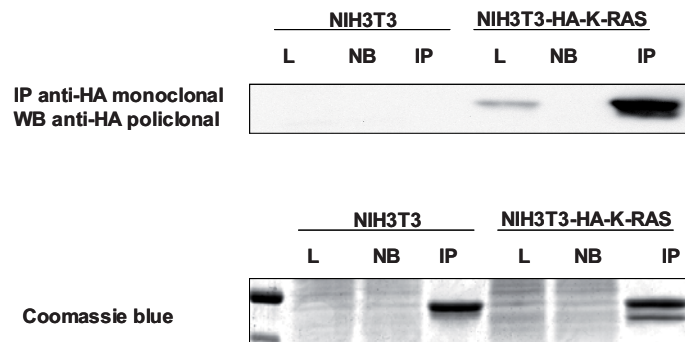 NIH3T3 NIH3T3-HA-K-RAS
L NB IP L NB IP
IP anti-HA monoclonal
WB anti-HA policlonal
NIH3T3 NIH3T3-HA-K-RAS
L NB IP L NB IP
Coomassie blue